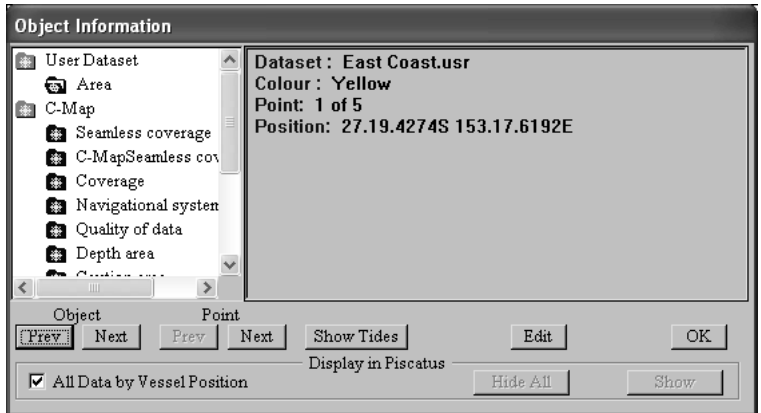 Object Information
User Dataset
Area
C-Map
Seamless coverage
C-MapSeamless
Coverage
Navigational
Quality of data
Depth area
Dataset : East Coast.usr
Colour : Yellow
Point: 1 of 5
Position: 27.19.4274S 153.17.6192E
Object Point
Prev Next Prev Next Show Tides Edit OK
Display in Piscatus
All Data by Vessel Position Hide All Show